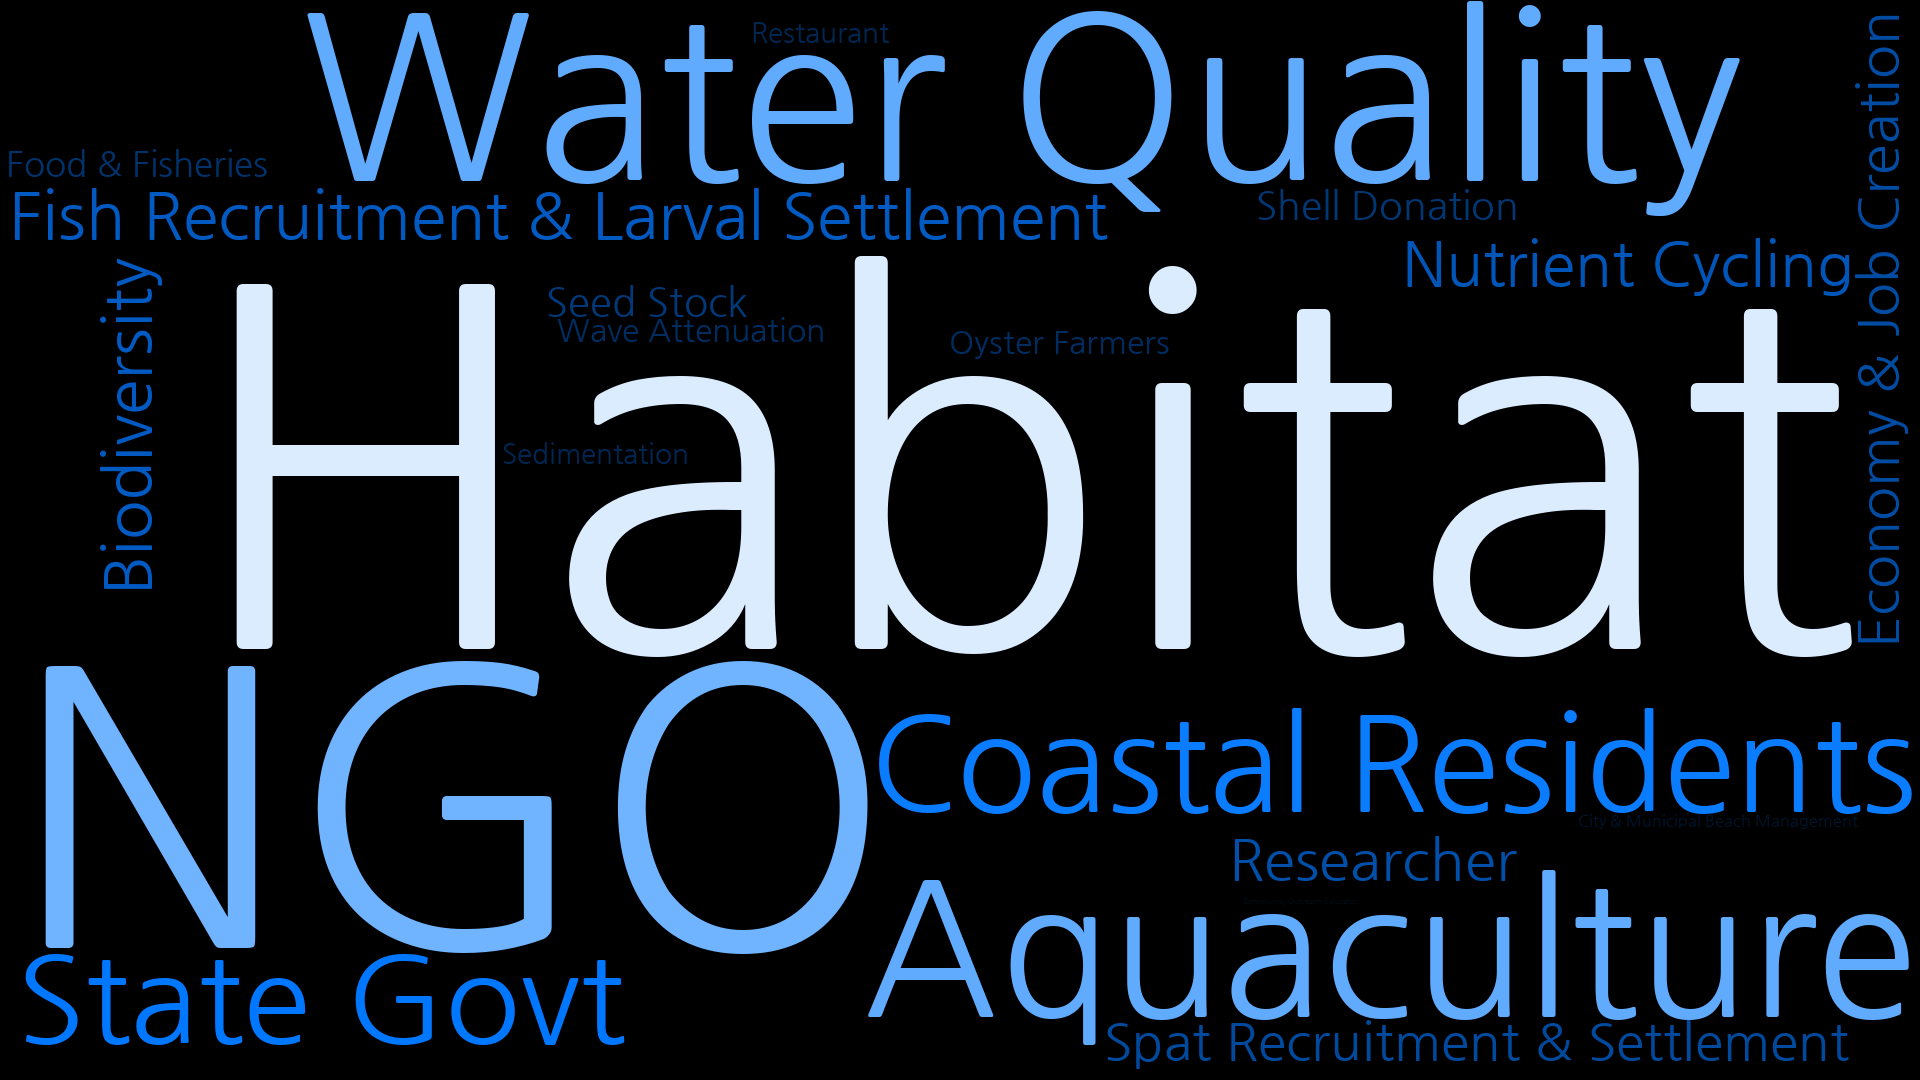 Water Quality
Restaurant
Economy & Job Creation
Food & Fisheries
Fish Recruitment & Larval Settlement
Shell Donation
Nutrient Cycling
Biodiversity
Seed Stock
Wave Attenuation
Oyster Farmers
Habitat
Sedimentation
NGO
Coastal Residents
City & Municipal Beach Management
Researcher
Aquaculture
State Govt
Spat Recruitment & Settlement